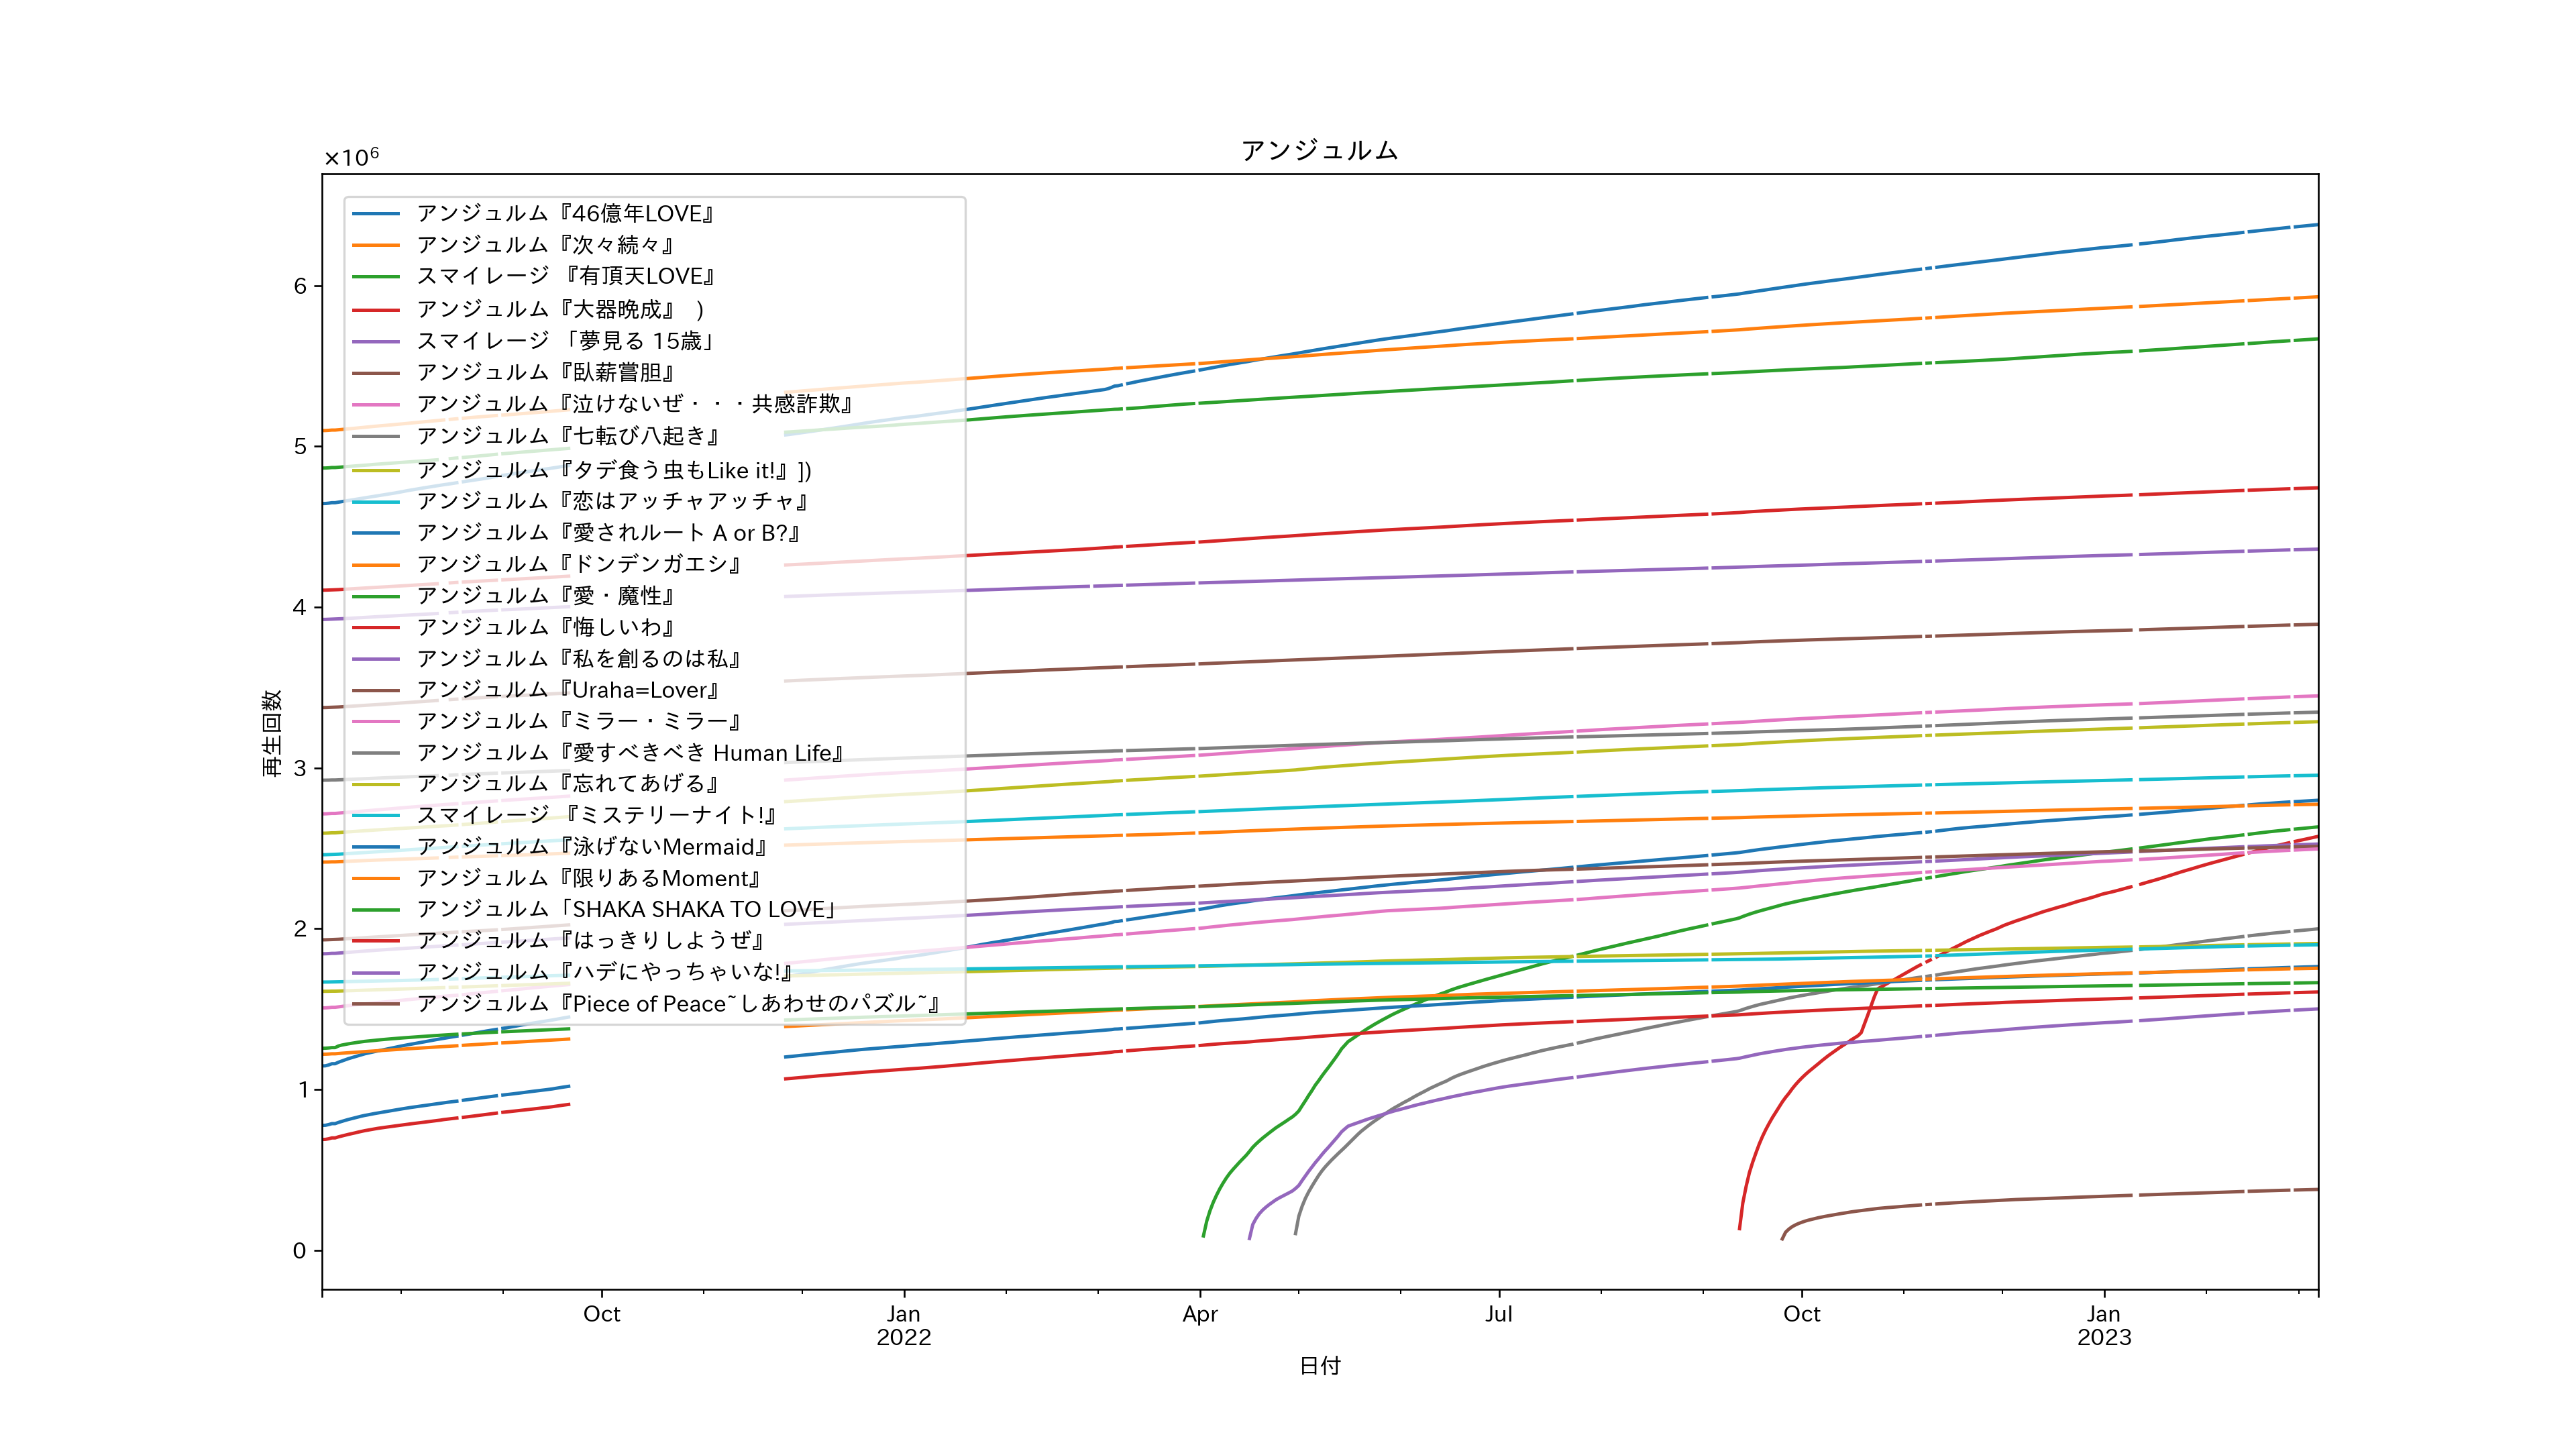 アンジュルム
×10⁶
アンジュルム『46億年LOVE』
アンジュルム『次々続々』
スマイレージ 『有頂天LOVE』
アンジュルム『大器晩成』 )
スマイレージ 「夢見る 15歳」
アンジュルム『臥薪嘗胆』
アンジュルム『泣けないぜ・・・共感詐欺』
アンジュルム『七転び八起き』
アンジュルム『タデ食う虫もLike it!』])
アンジュルム『恋はアッチャアッチャ』
アンジュルム『愛されルート A or B?』
アンジュルム『ドンデンガエシ』
アンジュルム『愛・魔性』
アンジュルム『悔しいわ』
アンジュルム『私を創るのは私』
アンジュルム『Uraha=Lover』
アンジュルム『ミラー・ミラー』
アンジュルム『愛すべきべき Human Life』
アンジュルム『忘れてあげる』
スマイレージ 『ミステリーナイト!』
アンジュルム『泳げないMermaid』
アンジュルム『限りあるMoment』
アンジュルム「SHAKA SHAKA TO LOVE」
アンジュルム『はっきりしようぜ』
アンジュルム『ハデにやっちゃいな!』
アンジュルム『Piece of Peace~しあわせのパズル~』
6
5
4
3
2
1
0
再生回数
Oct
Jan
2022
Apr
Jul
Oct
Jan
2023
日付